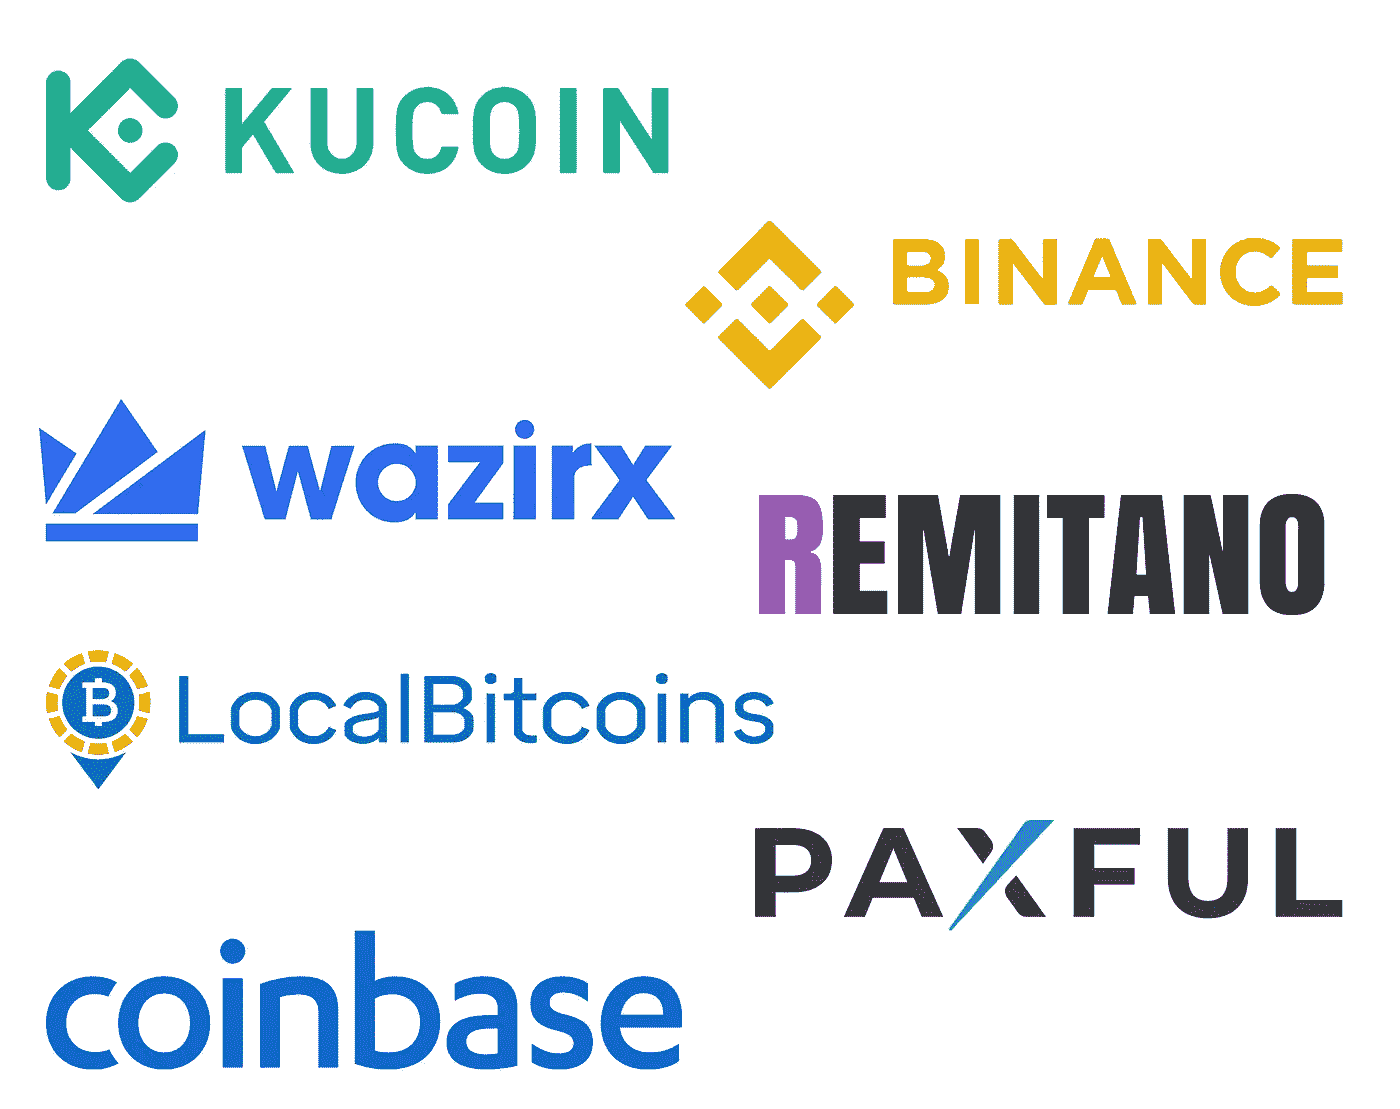 KUCOIN
BINANCE
wazirx
REMITANO
LocalBitcoins
PAXFUL
coinbase